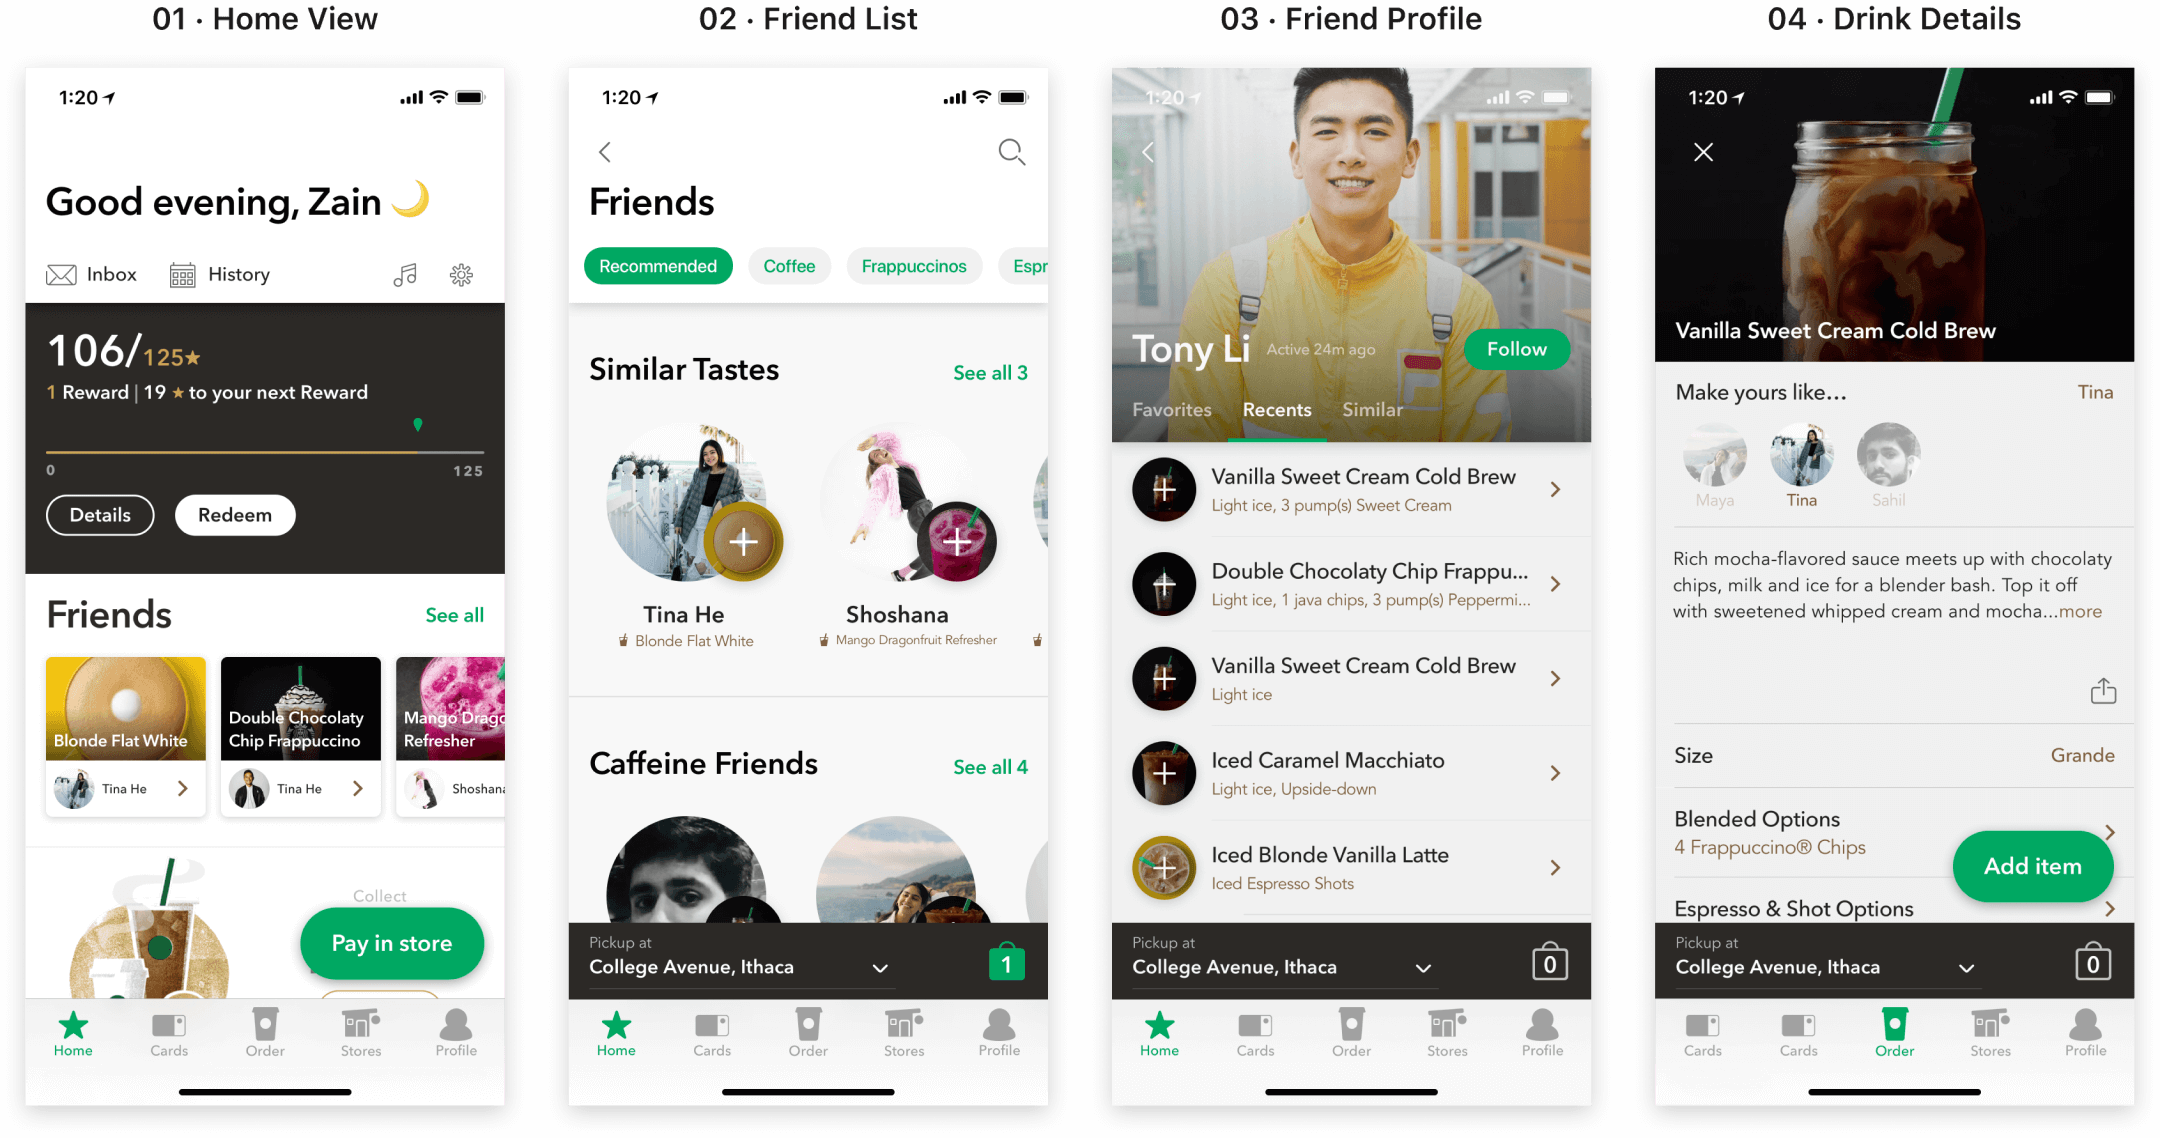 01 · Home View
1:20
Good evening, Zain
Inbox
History
106/125★
1 Reward | 19 ★ to your next Reward
0
125
Details
Redeem
Friends
See all
Blonde Flat White
Tina He
Double Chocolaty
Chip Frappuccino
Tina He
Mango Drago
Refresher
Shoshana
Collect
Pay in store
Home
Cards
Order
Stores
Profile
02 · Friend List
1:20
Friends
Recommended
Coffee
Frappuccinos
Espr
Similar Tastes
See all 3
Tina He
Blonde Flat White
Shoshana
Mango Dragonfruit Refresher
Caffeine Friends
See all 4
Pickup at
College Avenue, Ithaca
1
Home
Cards
Order
Stores
Profile
03 · Friend Profile
1:20
Tony Li
Active 24m ago
Follow
Favorites
Recents
Similar
Vanilla Sweet Cream Cold Brew
Light ice, 3 pump(s) Sweet Cream
Double Chocolaty Chip Frappu...
Light ice, 1 java chips, 3 pump(s) Peppermi...
Vanilla Sweet Cream Cold Brew
Light ice
Iced Caramel Macchiato
Light ice, Upside-down
Iced Blonde Vanilla Latte
Iced Espresso Shots
Pickup at
College Avenue, Ithaca
0
Home
Cards
Order
Stores
Profile
04 · Drink Details
1:20
Vanilla Sweet Cream Cold Brew
Make yours like...
Tina
Maya
Tina
Sahil
Rich mocha-flavored sauce meets up with chocolaty
chips, milk and ice for a blender bash. Top it off
with sweetened whipped cream and mocha...more
Size
Grande
Blended Options
4 Frappuccino® Chips
Add item
Espresso & Shot Options
Pickup at
College Avenue, Ithaca
0
Cards
Cards
Order
Stores
Profile